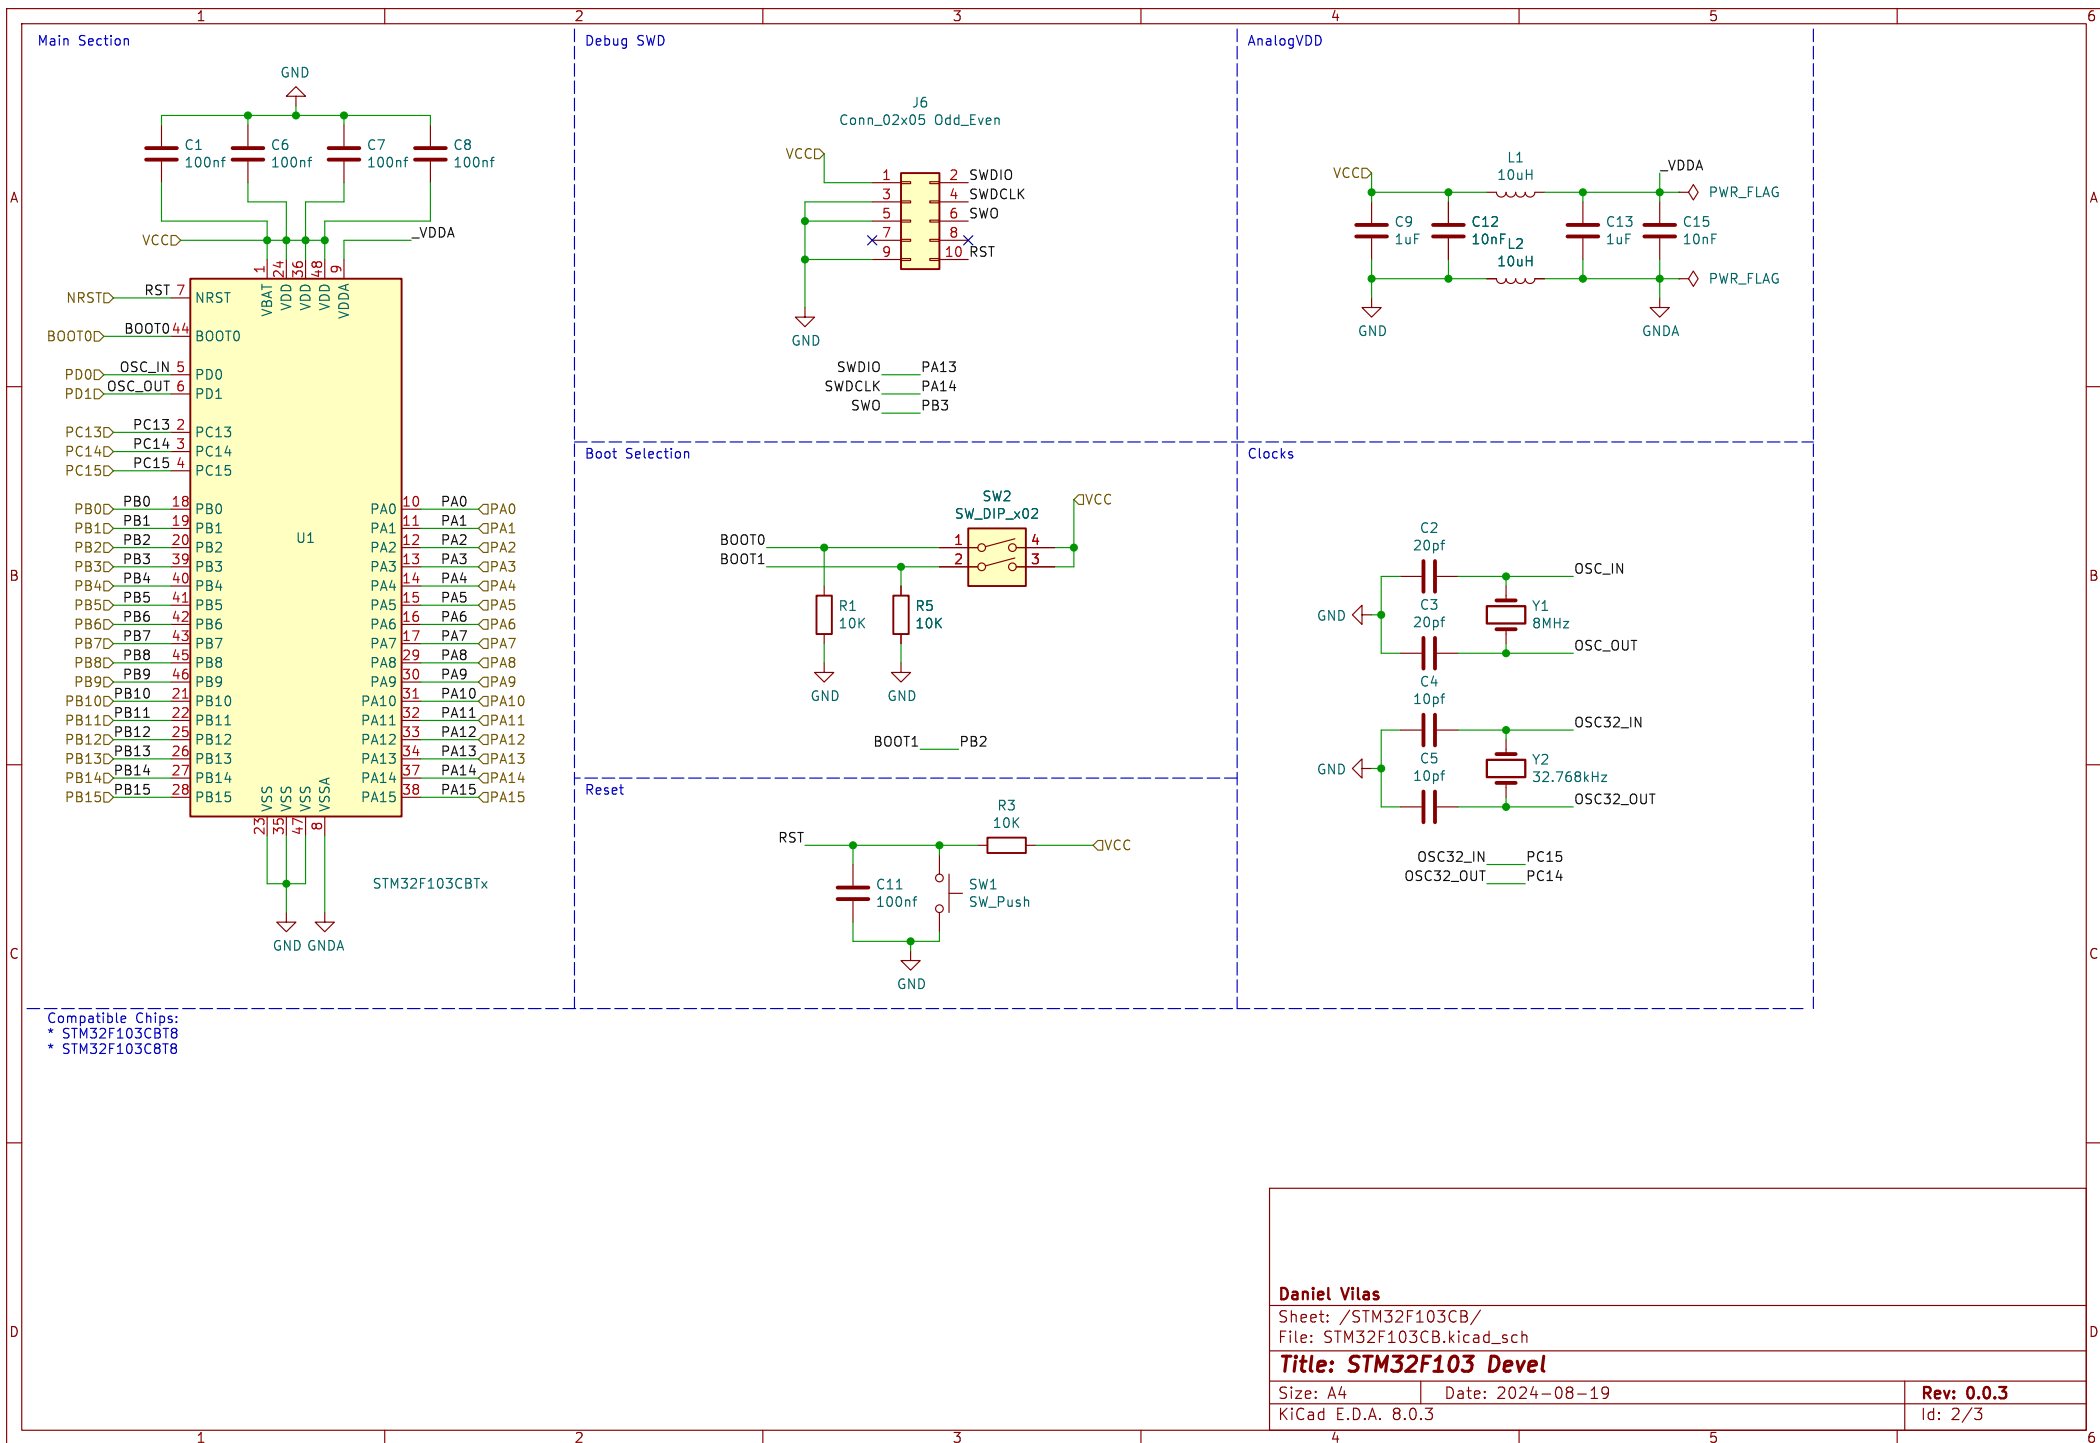 1 2 3 4 5 6
Main Section
GND
C1
100nf
C6
100nf
C7
100nf
C8
100nf
VCC
_VDDA
1 24 36 48 9
VBAT VDD VDD VDD VDDA
NRST RST 7 NRST
BOOT0 BOOT0 44 BOOT0
PD0 OSC_IN 5 PD0
PD1 OSC_OUT 6 PD1
PC13 PC13 2 PC13
PC14 PC14 3 PC14
PC15 PC15 4 PC15
PB0 PB0 18 PB0 PA0 10 PA0 PA0
PB1 PB1 19 PB1 PA1 11 PA1 PA1
U1
PB2 PB2 20 PB2 PA2 12 PA2 PA2
PB3 PB3 39 PB3 PA3 13 PA3 PA3
PB4 PB4 40 PB4 PA4 14 PA4 PA4
PB5 PB5 41 PB5 PA5 15 PA5 PA5
PB6 PB6 42 PB6 PA6 16 PA6 PA6
PB7 PB7 43 PB7 PA7 17 PA7 PA7
PB8 PB8 45 PB8 PA8 29 PA8 PA8
PB9 PB9 46 PB9 PA9 30 PA9 PA9
PB10 PB10 21 PB10 PA10 31 PA10 PA10
PB11 PB11 22 PB11 PA11 32 PA11 PA11
PB12 PB12 25 PB12 PA12 33 PA12 PA12
PB13 PB13 26 PB13 PA13 34 PA13 PA13
PB14 PB14 27 PB14 PA14 37 PA14 PA14
PB15 PB15 28 PB15 PA15 38 PA15 PA15
VSS VSS VSS VSSA
23 35 47 8
STM32F103CBTx
GND GNDA
Debug SWD
J6
Conn_02x05 Odd_Even
VCC
1 2 SWDIO
3 4 SWDCLK
5 6 SWO
7 8
9 10 RST
GND
SWDIO PA13
SWDCLK PA14
SWO PB3
AnalogVDD
VCC
L1
10uH
_VDDA
PWR_FLAG
C9
1uF
C12
10nF
C13
1uF
C15
10nF
L2
10uH
PWR_FLAG
GND
GNDA
Boot Selection
SW2
SW_DIP_x02
VCC
BOOT0 1 4
BOOT1 2 3
R1
10K
R5
10K
GND GND
BOOT1 PB2
Reset
R3
10K
RST
VCC
C11
100nf
SW1
SW_Push
GND
Clocks
C2
20pf
OSC_IN
C3
20pf
GND
Y1
8MHz
OSC_OUT
C4
10pf
OSC32_IN
C5
10pf
GND
Y2
32.768kHz
OSC32_OUT
OSC32_IN PC15
OSC32_OUT PC14
Compatible Chips:
* STM32F103CBT8
* STM32F103C8T8
A A
B B
C C
D D
Daniel Vilas
Sheet: /STM32F103CB/
File: STM32F103CB.kicad_sch
Title: STM32F103 Devel
Size: A4 Date: 2024-08-19 Rev: 0.0.3
KiCad E.D.A. 8.0.3 Id: 2/3
1 2 3 4 5 6